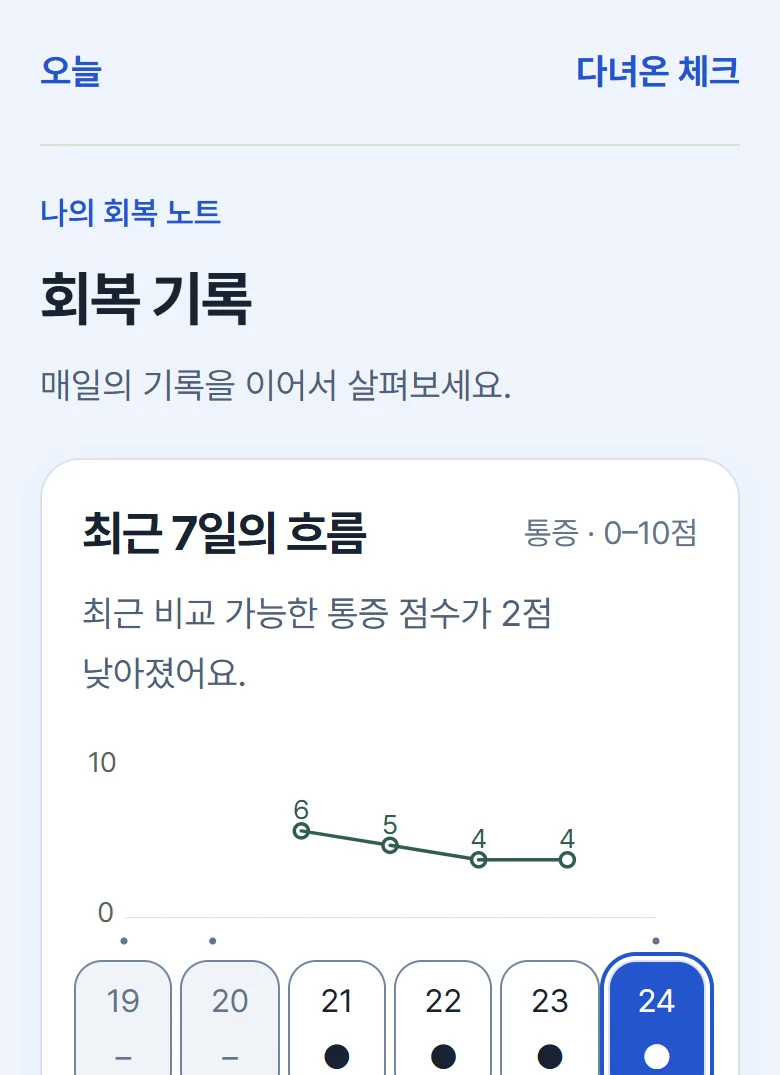 오늘
다녀온 체크
나의 회복 노트
회복 기록
매일의 기록을 이어서 살펴보세요.
최근 7일의 흐름
통증 · 0–10점
최근 비교 가능한 통증 점수가 2점
낮아졌어요.
10
6 5 4 4
0
19 20 21 22 23 24
– –